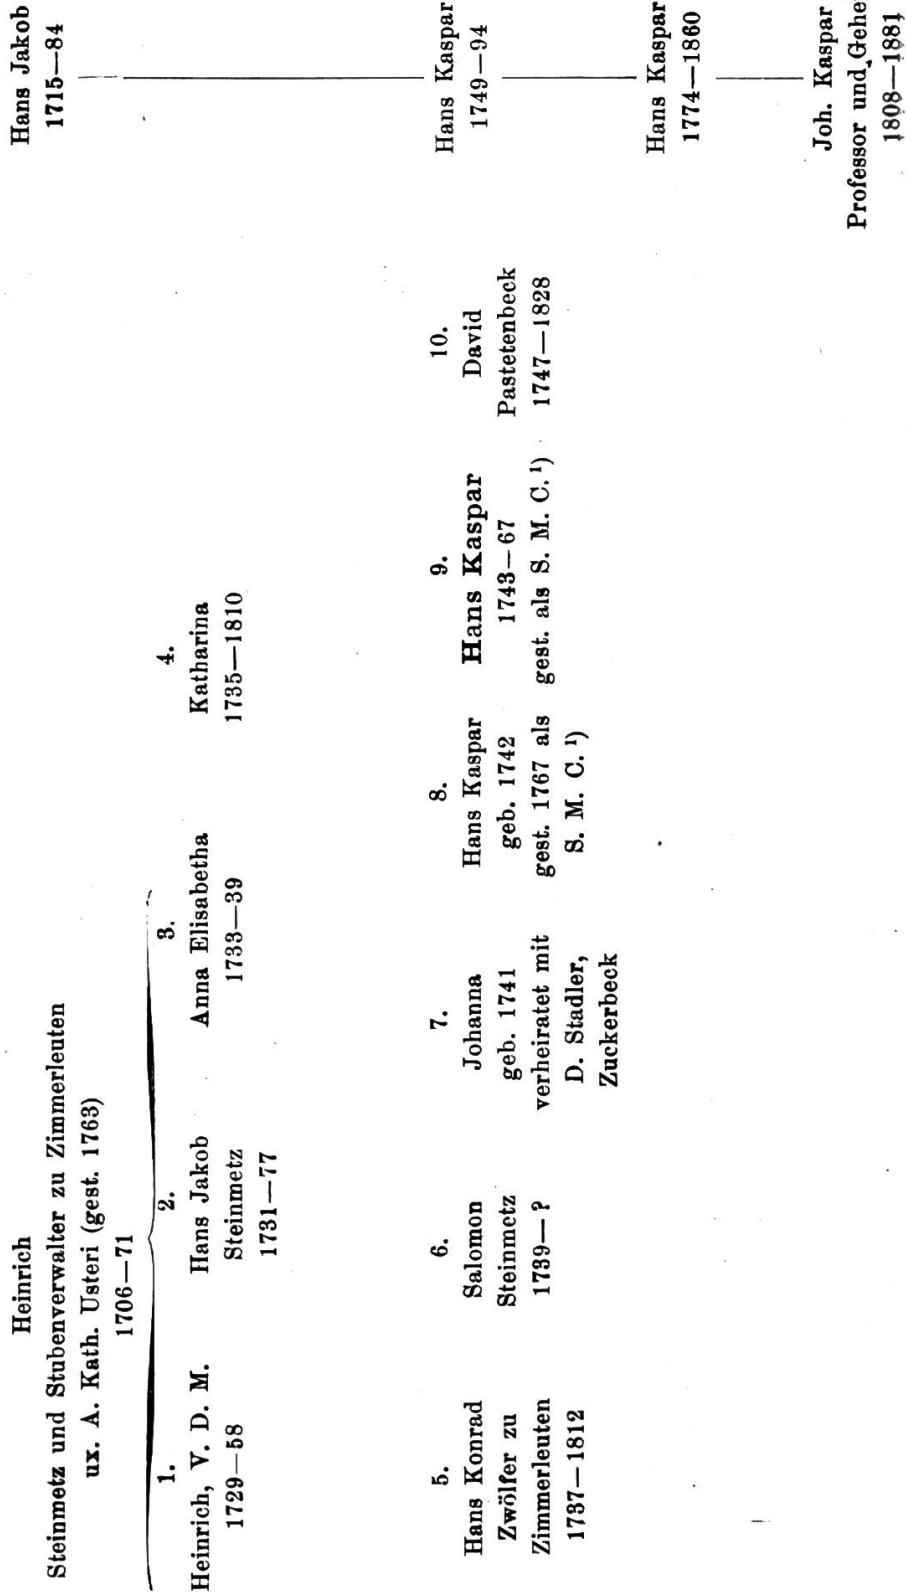 Heinrich
Steinmetz und Stubenverwalter zu Zimmerleuten
ux. A. Kath. Usteri (gest. 1763)
1706—71
1.
Heinrich, V. D. M.
1729—58
2.
Hans Jakob
Steinmetz
1731—77
3.
Anna Elisabetha
1733—39
4.
Katharina
1735—1810
5.
Hans Konrad
Zwölfer zu
Zimmerleuten
1737—1812
6.
Salomon
Steinmetz
1739—?
7.
Johanna
geb. 1741
verheiratet mit
D. Stadler,
Zuckerbeck
8.
Hans Kaspar
geb. 1742
gest. 1767 als
S. M. C. ¹)
9.
Hans Kaspar
1743—67
gest. als S. M. C. ¹)
10.
David
Pastetenbeck
1747—1828
Hans Jakob
1715—84
Hans Kaspar
1749—94
Hans Kaspar
1774—1860
Joh. Kaspar
Professor und Gehe
1808—1881